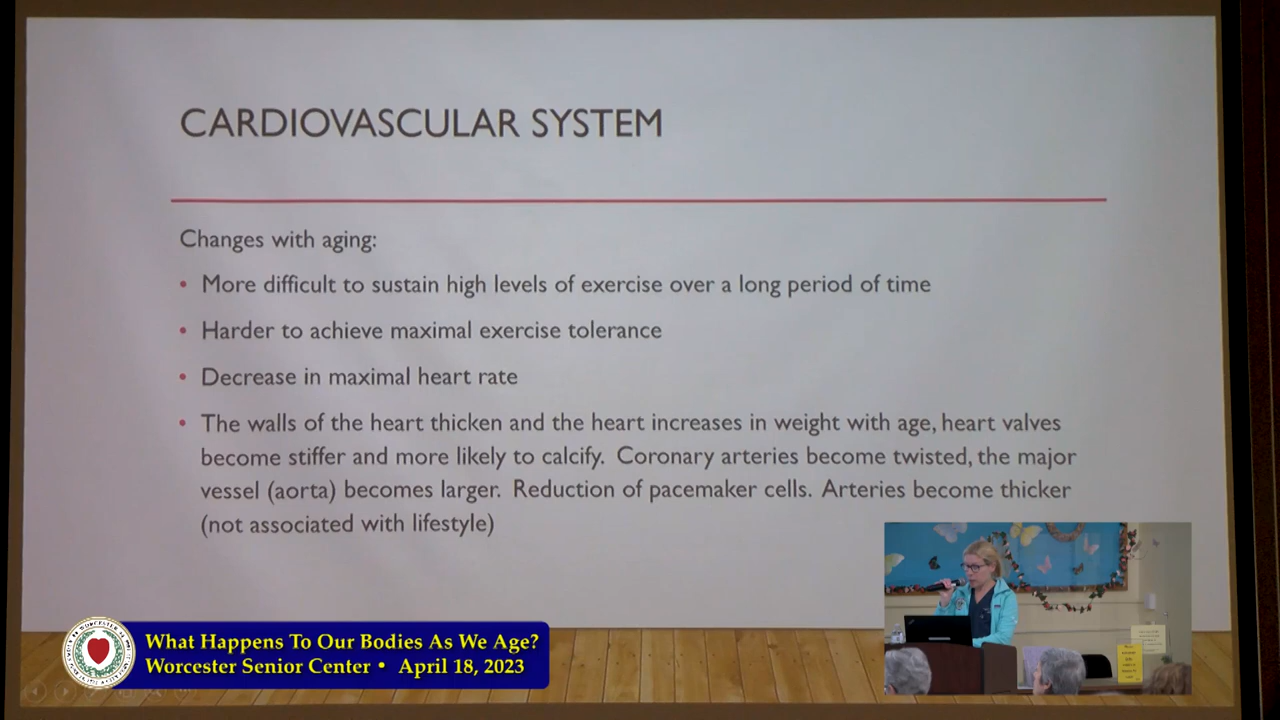 CARDIOVASCULAR SYSTEM
Changes with aging:
• More difficult to sustain high levels of exercise over a long period of time
• Harder to achieve maximal exercise tolerance
• Decrease in maximal heart rate
• The walls of the heart thicken and the heart increases in weight with age, heart valves
become stiffer and more likely to calcify. Coronary arteries become twisted, the major
vessel (aorta) becomes larger. Reduction of pacemaker cells. Arteries become thicker
(not associated with lifestyle)
What Happens To Our Bodies As We Age?
Worcester Senior Center • April 18, 2023